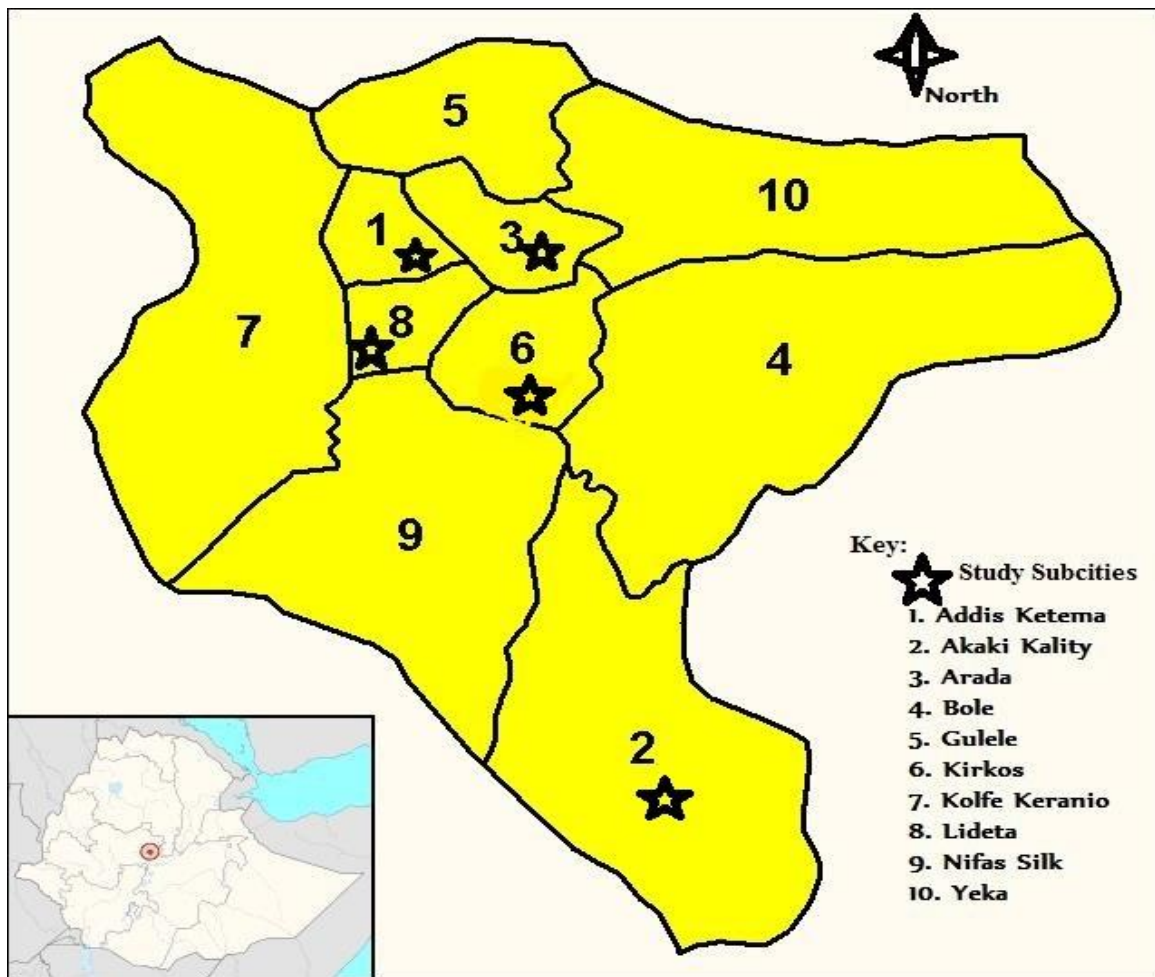 North
5
10
1
3
7
8
6
4
9
2
Key:
Study Subcities
1. Addis Ketema
2. Akaki Kality
3. Arada
4. Bole
5. Gulele
6. Kirkos
7. Kolfe Keranio
8. Lideta
9. Nifas Silk
10. Yeka